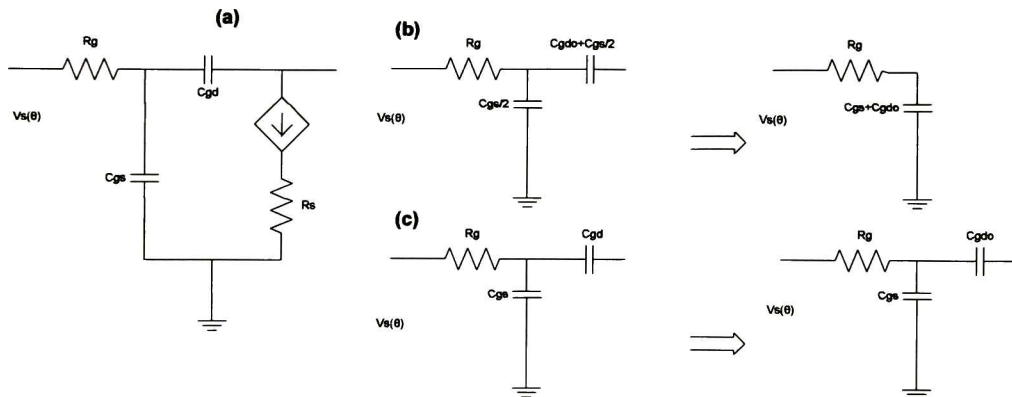 (a)
Rg
Cgd
Vs(θ)
Cgs
Rs
(b)
Rg
Cgdo+Cgs/2
Cgs/2
Vs(θ)
Rg
Cgs+Cgdo
Vs(θ)
(c)
Rg
Cgd
Cgs
Vs(θ)
Rg
Cgdo
Cgs
Vs(θ)